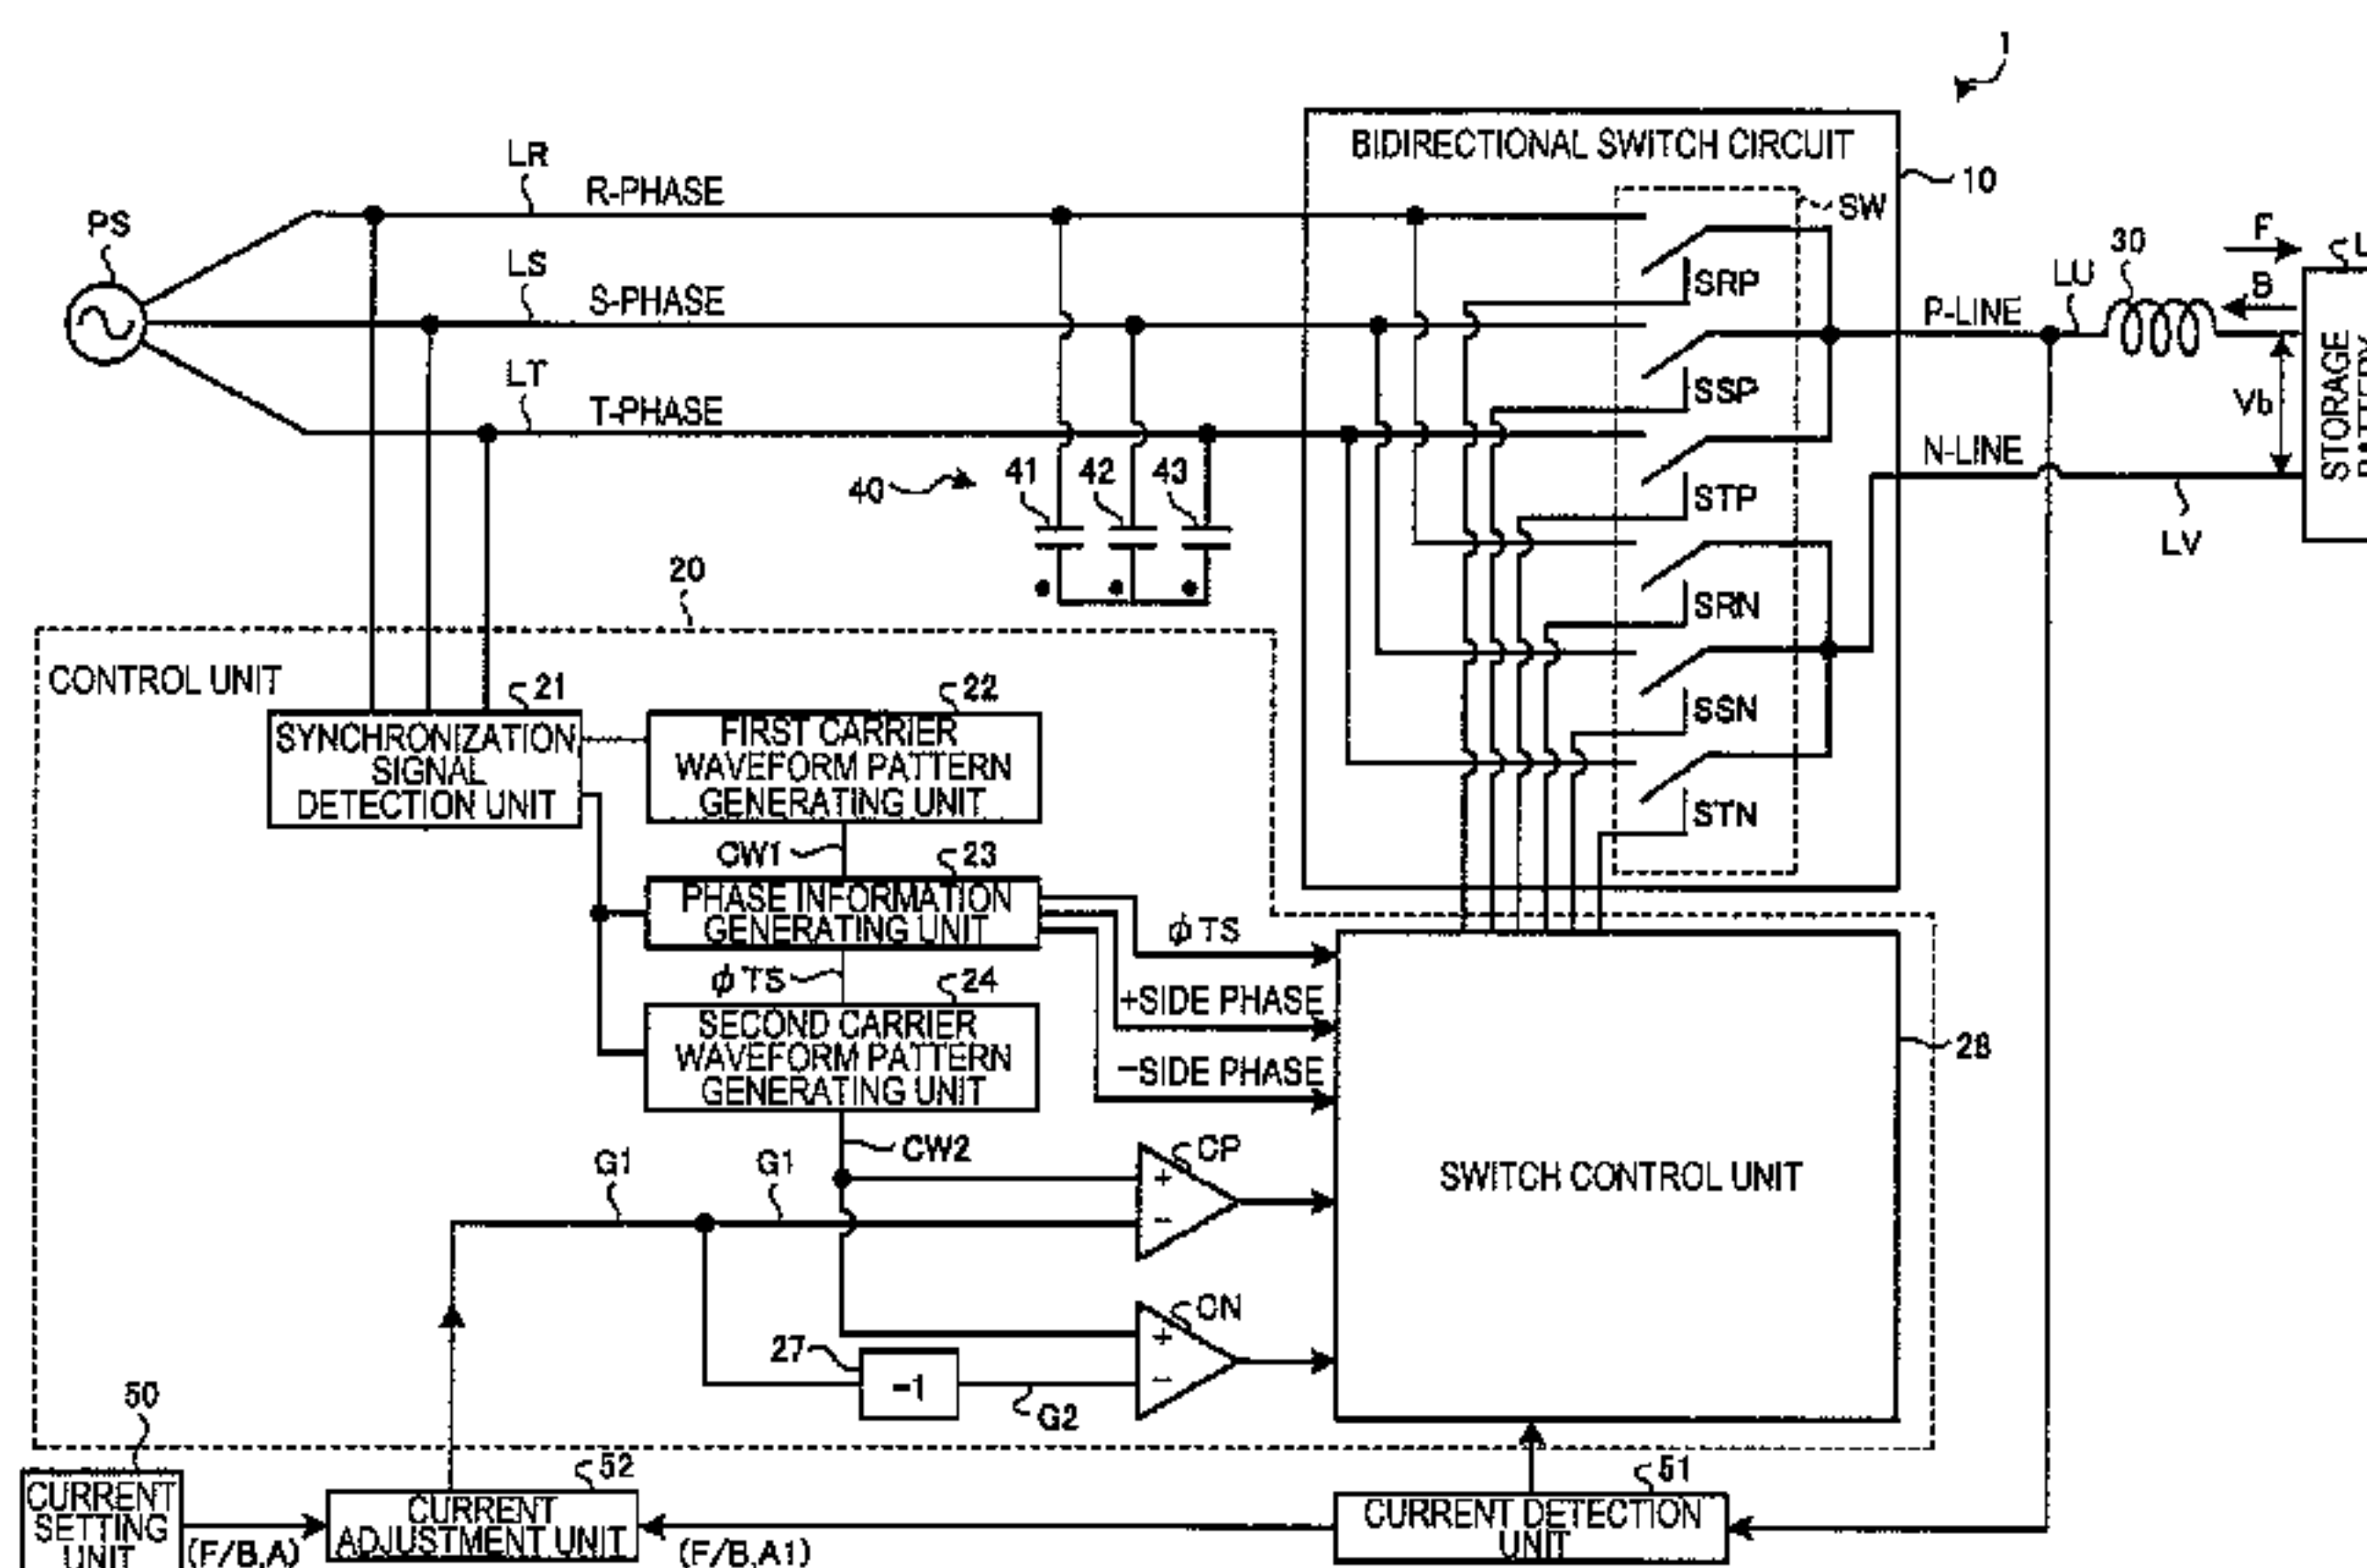 1
BIDIRECTIONAL SWITCH CIRCUIT
10
SW
LR
R-PHASE
PS
LS
S-PHASE
LT
T-PHASE
SRP
SSP
STP
SRN
SSN
STN
P-LINE
LU
30
F
B
L
Vb
STORAGE
BATTERY
N-LINE
LV
40
41
42
43
20
CONTROL UNIT
21
SYNCHRONIZATION
SIGNAL
DETECTION UNIT
22
FIRST CARRIER
WAVEFORM PATTERN
GENERATING UNIT
CW1
23
PHASE INFORMATION
GENERATING UNIT
φTS
φTS
+SIDE PHASE
−SIDE PHASE
24
SECOND CARRIER
WAVEFORM PATTERN
GENERATING UNIT
CW2
28
SWITCH CONTROL UNIT
G1
G1
CP
+
−
CN
+
−
27
-1
G2
50
CURRENT
SETTING
UNIT
(F/B,A)
52
CURRENT
ADJUSTMENT UNIT
(F/B,A1)
51
CURRENT DETECTION
UNIT